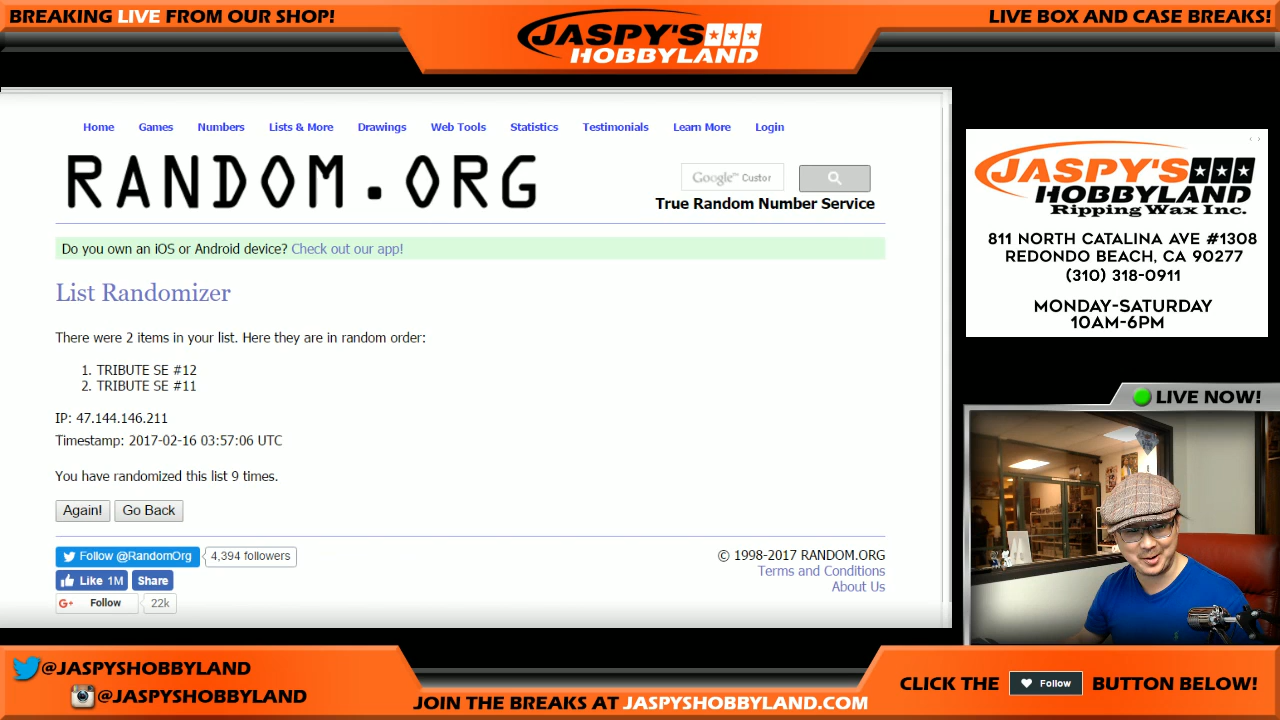 BREAKING LIVE FROM OUR SHOP!
JASPY'S
HOBBYLAND
LIVE BOX AND CASE BREAKS!
Home Games Numbers Lists & More Drawings Web Tools Statistics Testimonials Learn More Login
RANDOM.ORG
Google™ Custor
True Random Number Service
Do you own an iOS or Android device? Check out our app!
List Randomizer
There were 2 items in your list. Here they are in random order:
1. TRIBUTE SE #12
2. TRIBUTE SE #11
IP: 47.144.146.211
Timestamp: 2017-02-16 03:57:06 UTC
You have randomized this list 9 times.
Again! Go Back
Follow @RandomOrg 4,394 followers
Like 1M Share
G+ Follow 22k
© 1998-2017 RANDOM.ORG
Terms and Conditions
About Us
JASPY'S
HOBBYLAND
Ripping Wax Inc.
811 NORTH CATALINA AVE #1308
REDONDO BEACH, CA 90277
(310) 318-0911
MONDAY-SATURDAY
10AM-6PM
LIVE NOW!
@JASPYSHOBBYLAND
@JASPYSHOBBYLAND
JOIN THE BREAKS AT JASPYSHOBBYLAND.COM
CLICK THE Follow BUTTON BELOW!